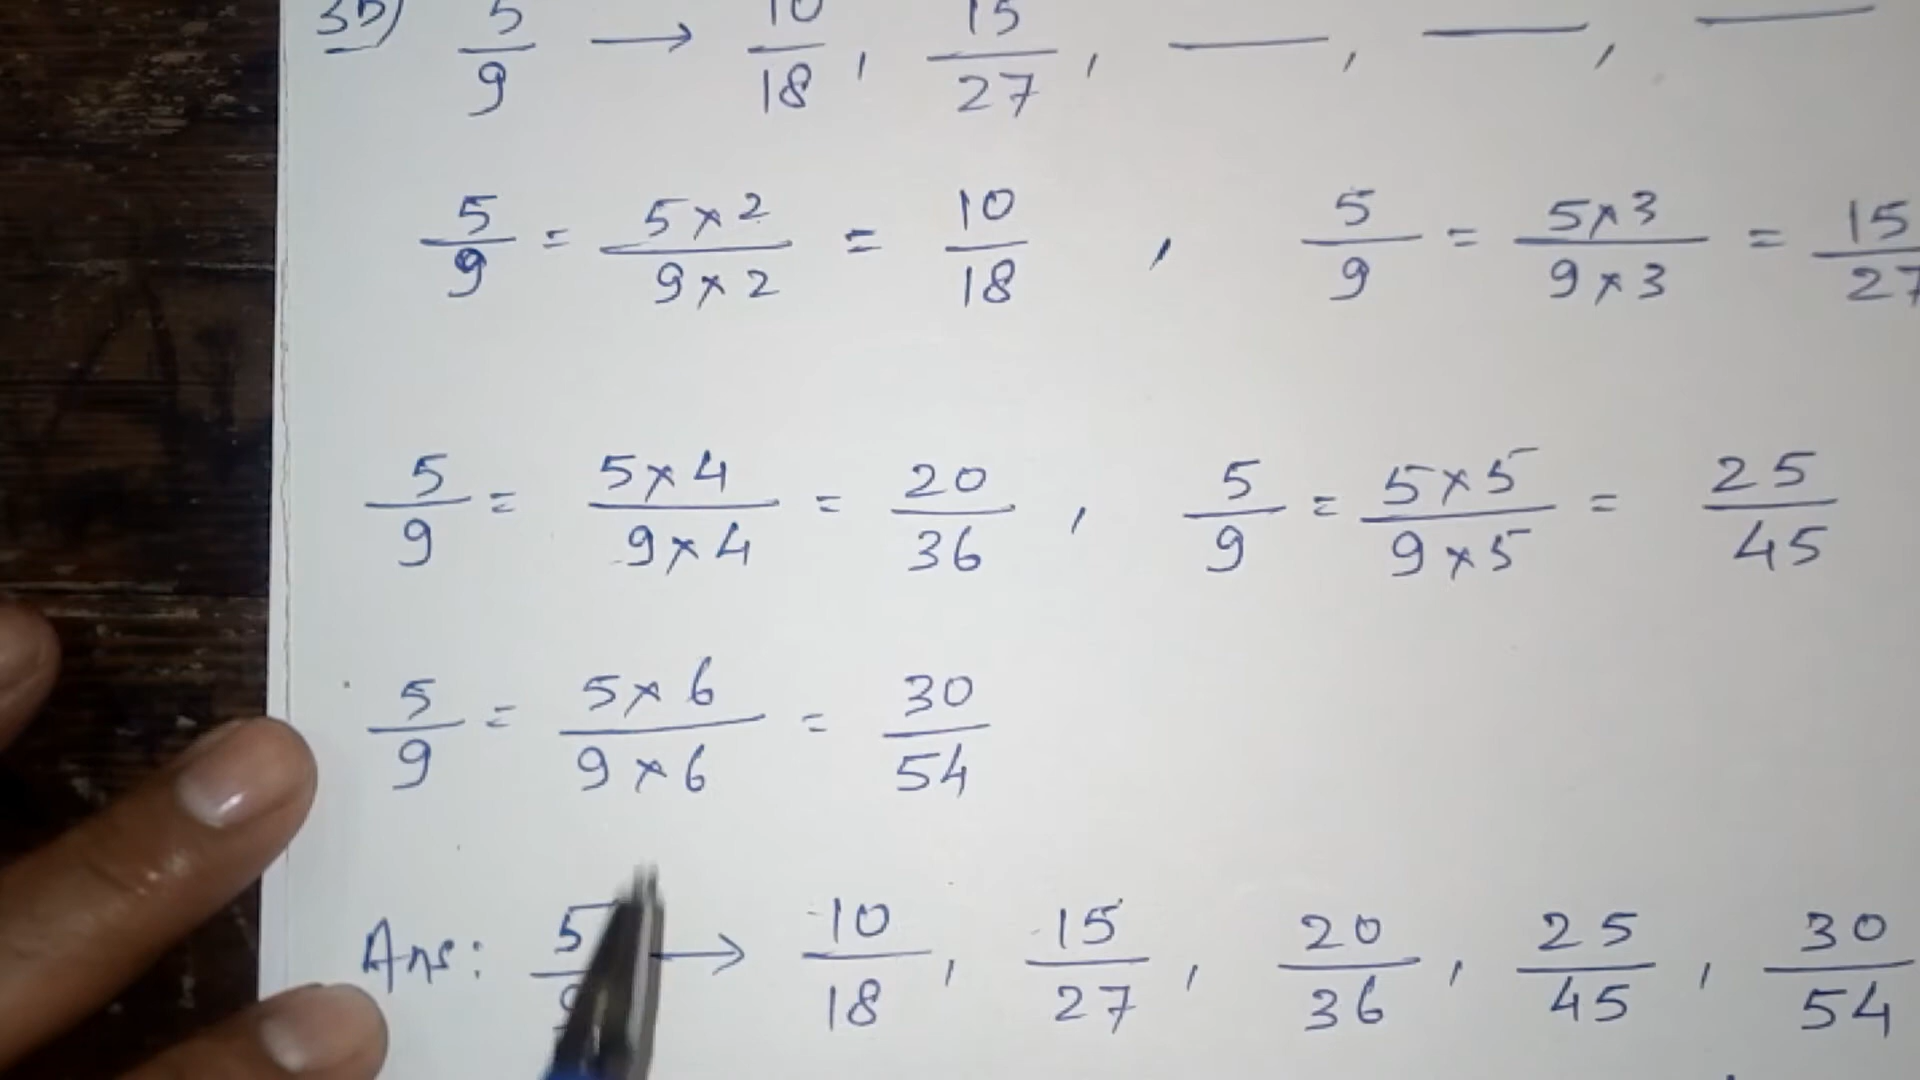 3b) 5/9 → 10/18, 15/27, ___, ___, ___
5/9 = 5×2/9×2 = 10/18, 5/9 = 5×3/9×3 = 15/27
5/9 = 5×4/9×4 = 20/36, 5/9 = 5×5/9×5 = 25/45
5/9 = 5×6/9×6 = 30/54
Ans: 5/9 → 10/18, 15/27, 20/36, 25/45, 30/54